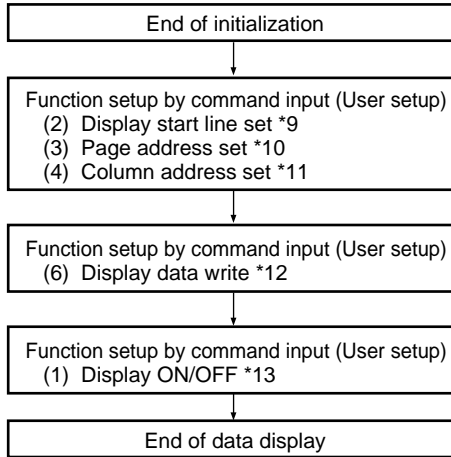 End of initialization
Function setup by command input (User setup)
(2) Display start line set *9
(3) Page address set *10
(4) Column address set *11
Function setup by command input (User setup)
(6) Display data write *12
Function setup by command input (User setup)
(1) Display ON/OFF *13
End of data display